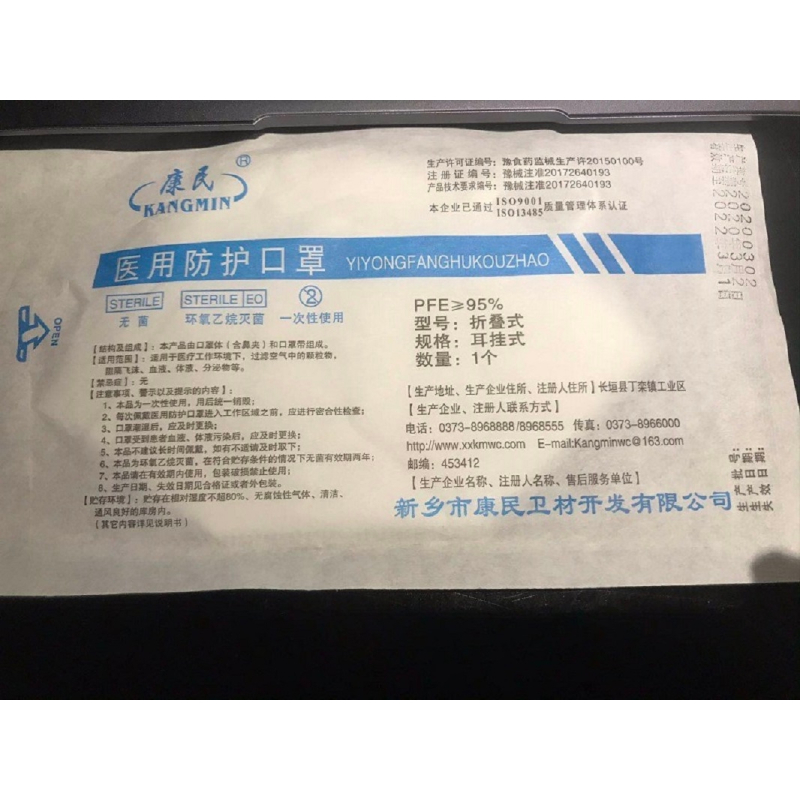 康民®
KANGMIN
生产许可证编号：豫食药监械生产许20150100号
注册证编号：豫械注准20172640193
产品技术要求编号：豫械注准20172640193
本企业已通过ISO9001 ISO13485质量管理体系认证
医用防护口罩 YIYONGFANGHUKOUZHAO
STERILE STERILE EO 2
无菌 环氧乙烷灭菌 一次性使用
OPEN
【结构及组成】：本产品由口罩体（含鼻夹）和口罩带组成。
【适用范围】：适用于医疗工作环境下，过滤空气中的颗粒物，
阻隔飞沫、血液、体液、分泌物等。
【禁忌症】：无
【注意事项、警示以及提示的内容】：
1、本品为一次性使用，用后统一销毁；
2、每次佩戴医用防护口罩进入工作区域之前，应进行密合性检查；
3、口罩潮湿后，应及时更换；
4、口罩受到患者血液、体液污染后，应及时更换；
5、本品不建议长时间佩戴，如有不适请及时取下；
6、本品为环氧乙烷灭菌，在符合贮存条件的情况下无菌有效期两年；
7、本品请在有效期内使用，包装破损禁止使用；
8、生产日期、失效日期见合格证或者外包装。
【贮存环境】：贮存在相对湿度不超80%、无腐蚀性气体，清洁、
通风良好的库房内。
（其它内容详见说明书）
PFE≥95%
型号：折叠式
规格：耳挂式
数量：1个
【生产地址、生产企业住所、注册人住所】长垣县丁栾镇工业区
【生产企业、注册人联系方式】
电话：0373-8968888/8968555 传真：0373-8966000
http://www.xxkmwc.com E-mail:Kangminwc@163.com
邮编：453412
【生产企业名称、注册人名称、售后服务单位】
新乡市康民卫材开发有限公司
生产批号：
生产日期：
失效日期：
20200302